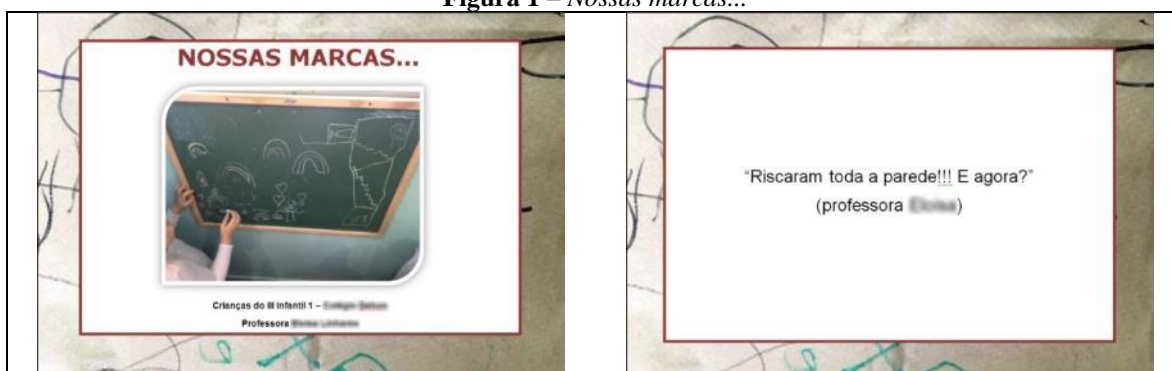 Figura 1 – Nossas marcas...
NOSSAS MARCAS...
Crianças do III Infantil 1 –
Professora
“Riscaram toda a parede!!! E agora?”
(professora )